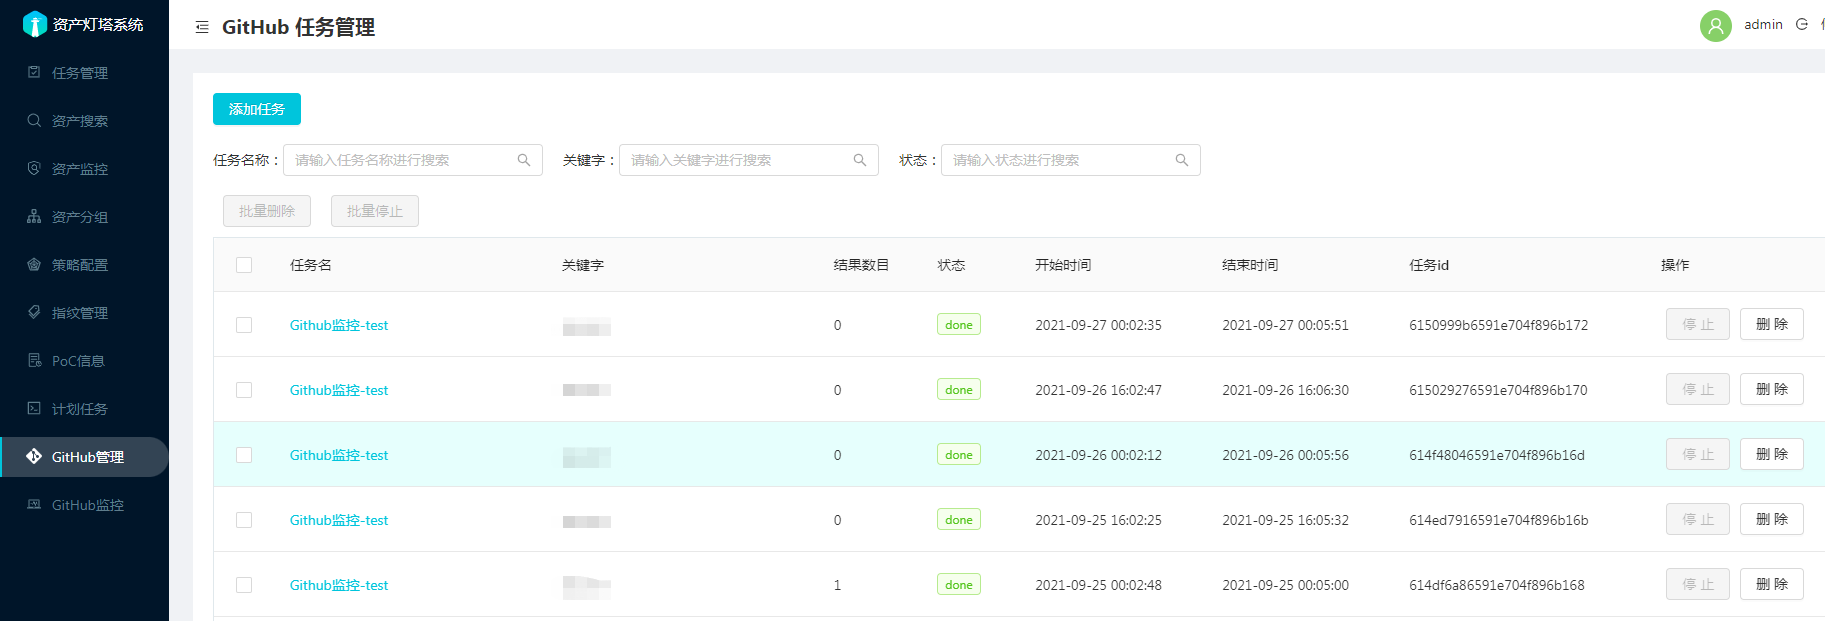 资产灯塔系统
GitHub 任务管理
admin
任务管理
资产搜索
资产监控
资产分组
策略配置
指纹管理
PoC信息
计划任务
GitHub管理
GitHub监控
添加任务
任务名称： 请输入任务名称进行搜索 关键字： 请输入关键字进行搜索 状态： 请输入状态进行搜索
批量删除 批量停止
任务名 关键字 结果数目 状态 开始时间 结束时间 任务id 操作
Github监控-test 0 done 2021-09-27 00:02:35 2021-09-27 00:05:51 6150999b6591e704f896b172 停 止 删 除
Github监控-test 0 done 2021-09-26 16:02:47 2021-09-26 16:06:30 615029276591e704f896b170 停 止 删 除
Github监控-test 0 done 2021-09-26 00:02:12 2021-09-26 00:05:56 614f48046591e704f896b16d 停 止 删 除
Github监控-test 0 done 2021-09-25 16:02:25 2021-09-25 16:05:32 614ed7916591e704f896b16b 停 止 删 除
Github监控-test 1 done 2021-09-25 00:02:48 2021-09-25 00:05:00 614df6a86591e704f896b168 停 止 删 除